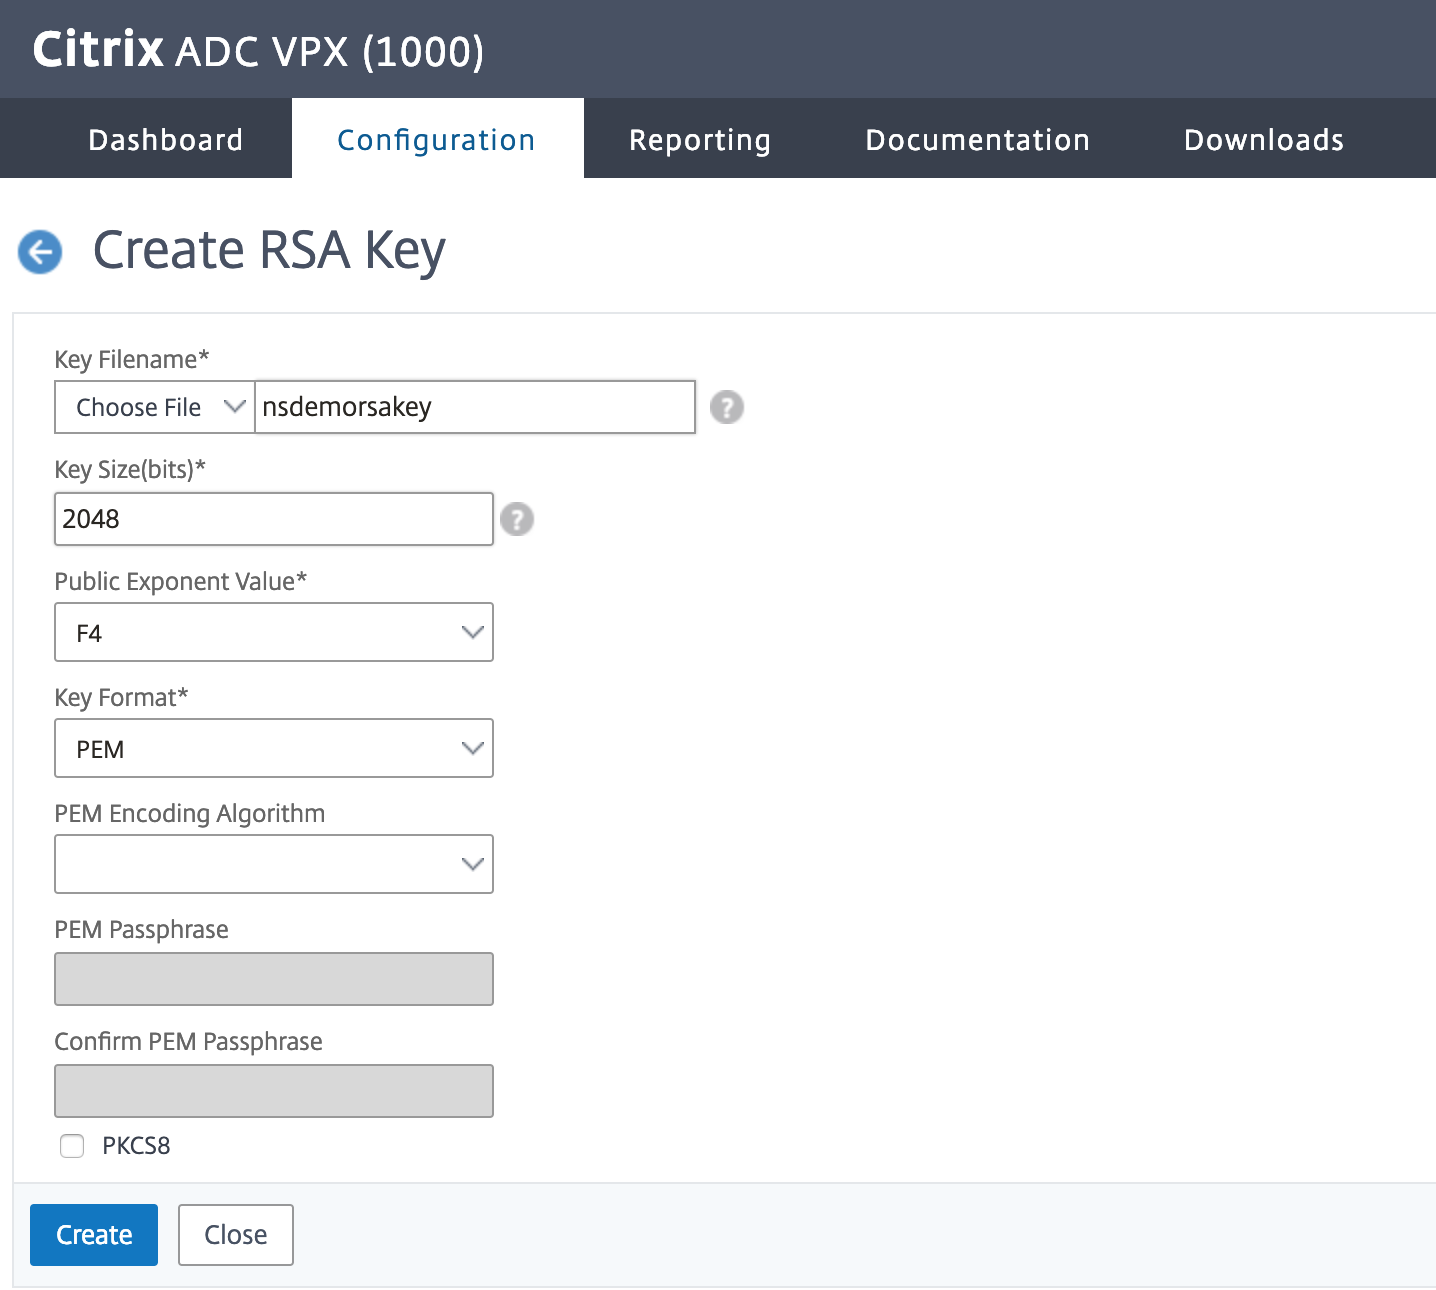 Citrix ADC VPX (1000)
Dashboard Configuration Reporting Documentation Downloads
Create RSA Key
Key Filename*
Choose File nsdemorsakey ?
Key Size(bits)*
2048 ?
Public Exponent Value*
F4
Key Format*
PEM
PEM Encoding Algorithm
PEM Passphrase
Confirm PEM Passphrase
PKCS8
Create Close